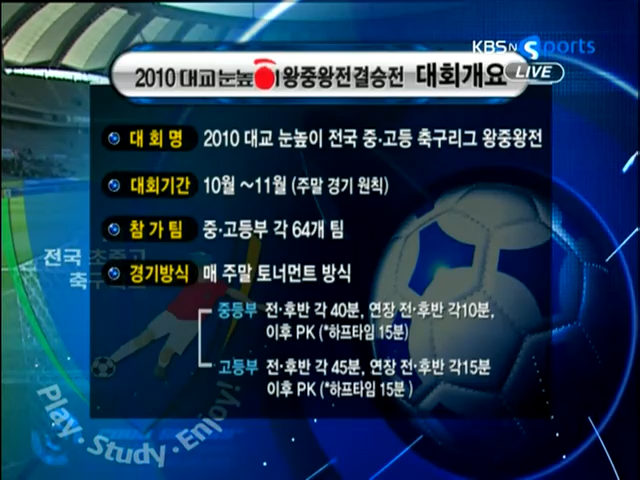 KBS N Sports
LIVE
2010 대교눈높이 왕중왕전결승전 대회개요
대 회 명 2010 대교 눈높이 전국 중·고등 축구리그 왕중왕전
대회기간 10월 ~11월 (주말 경기 원칙)
참 가 팀 중·고등부 각 64개 팀
전국 초중고
축구
경기방식 매 주말 토너먼트 방식
중등부 전·후반 각 40분, 연장 전·후반 각10분,
이후 PK (*하프타임 15분)
고등부 전·후반 각 45분, 연장 전·후반 각15분
이후 PK (*하프타임 15분 )
Play·Study·Enjoy!